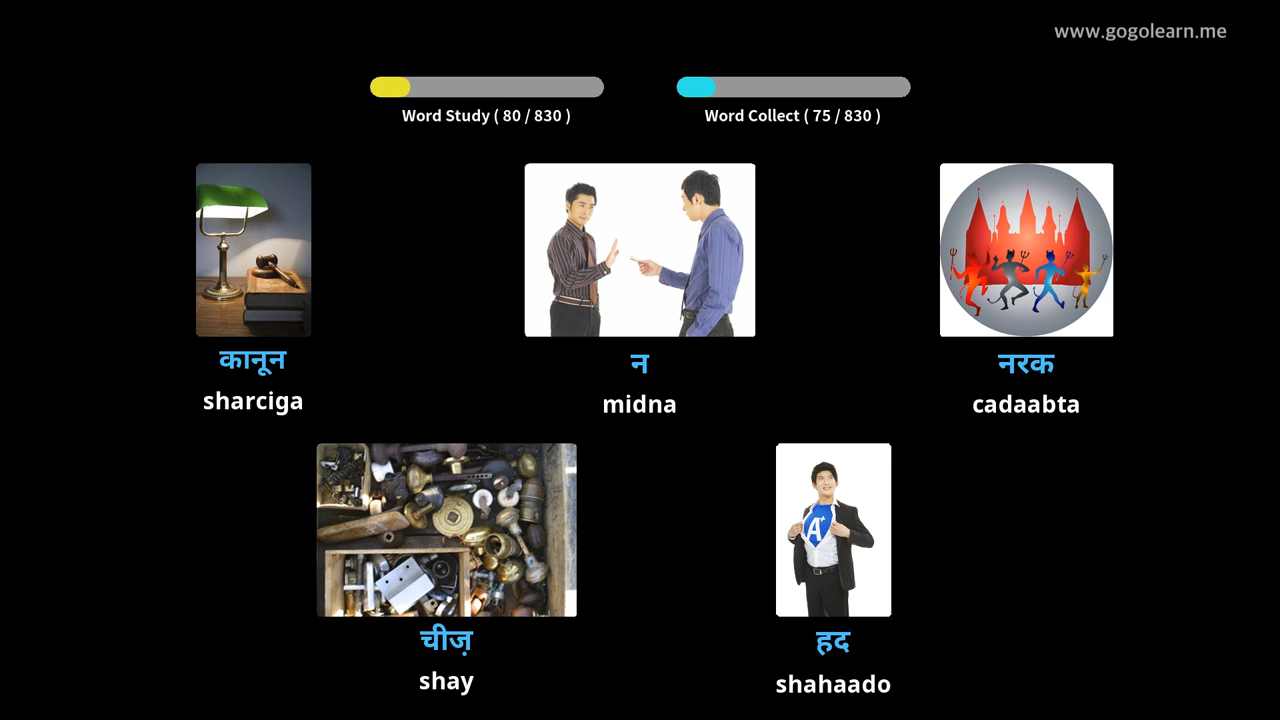 www.gogolearn.me
Word Study ( 80 / 830 )
Word Collect ( 75 / 830 )
कानून
sharciga
न
midna
नरक
cadaabta
A+
चीज़
shay
हद
shahaado